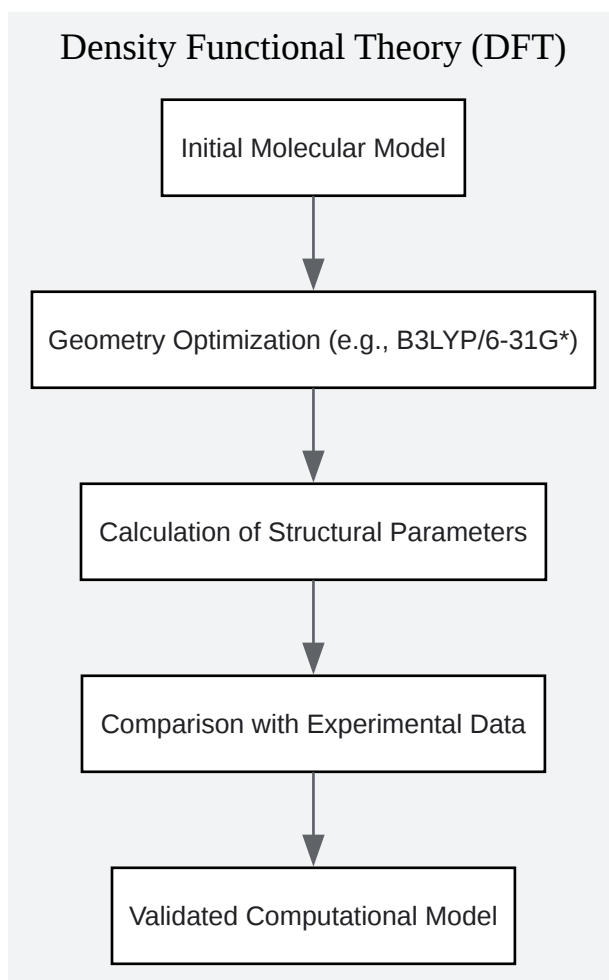 Density Functional Theory (DFT)
Initial Molecular Model
Geometry Optimization (e.g., B3LYP/6-31G*)
Calculation of Structural Parameters
Comparison with Experimental Data
Validated Computational Model